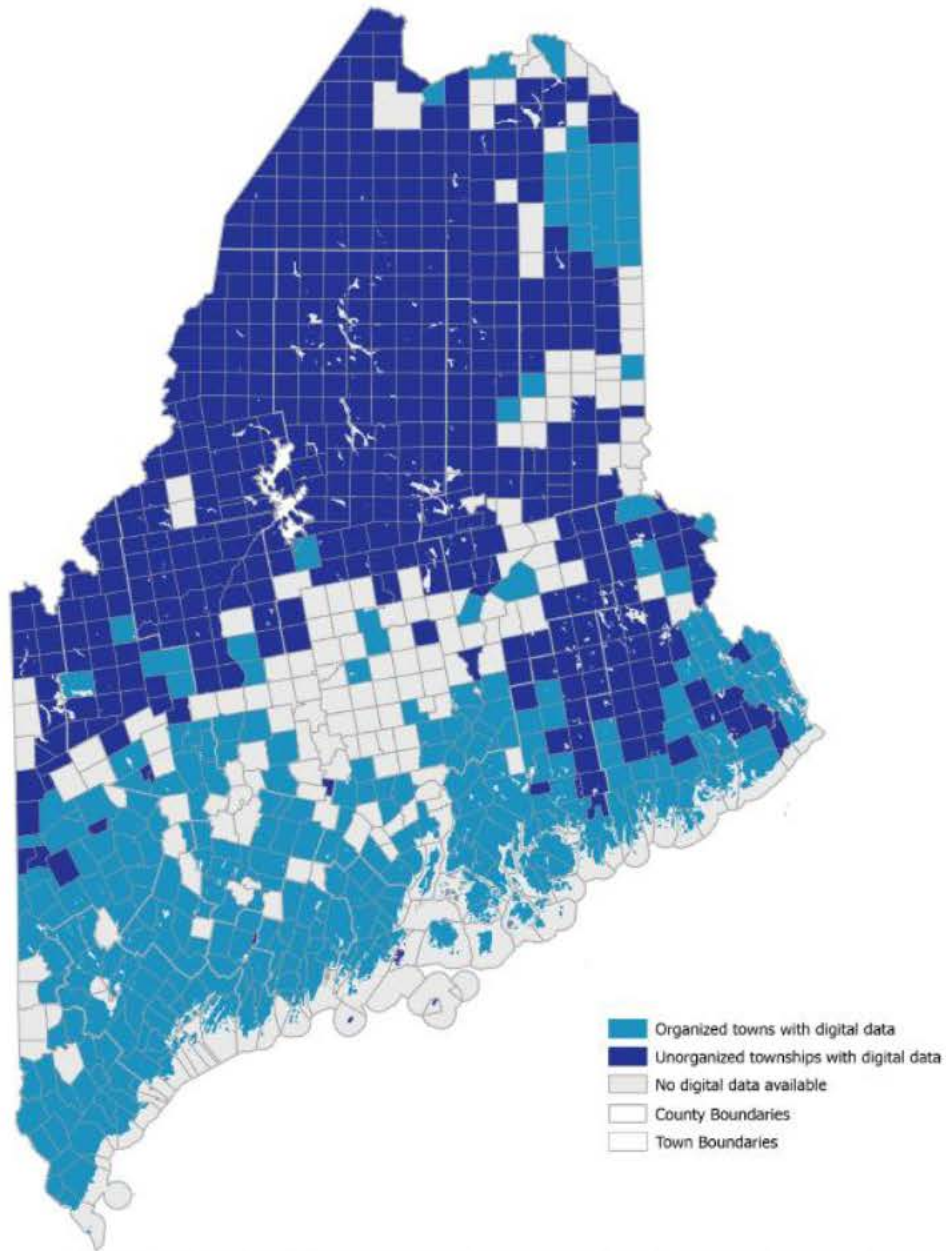 Organized towns with digital data
Unorganized townships with digital data
No digital data available
County Boundaries
Town Boundaries